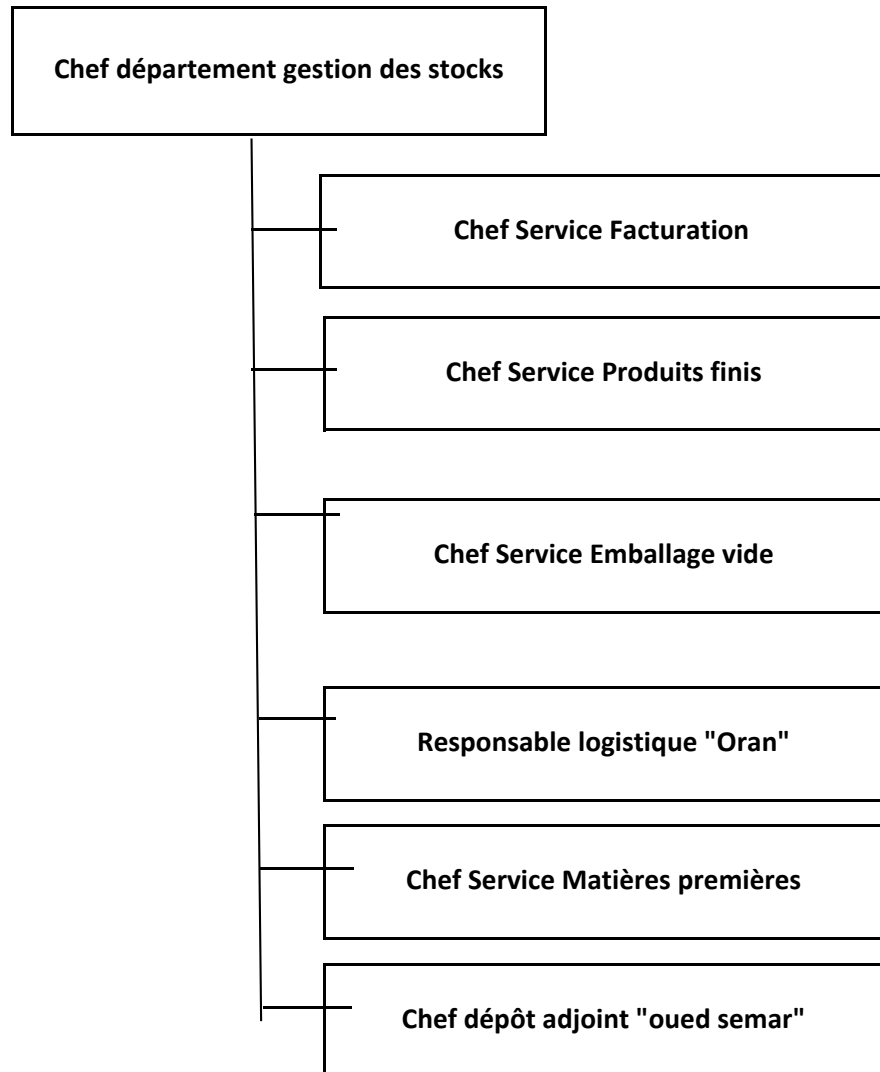 Chef département gestion des stocks
Chef Service Facturation
Chef Service Produits finis
Chef Service Emballage vide
Responsable logistique "Oran"
Chef Service Matières premières
Chef dépôt adjoint "oued semar"